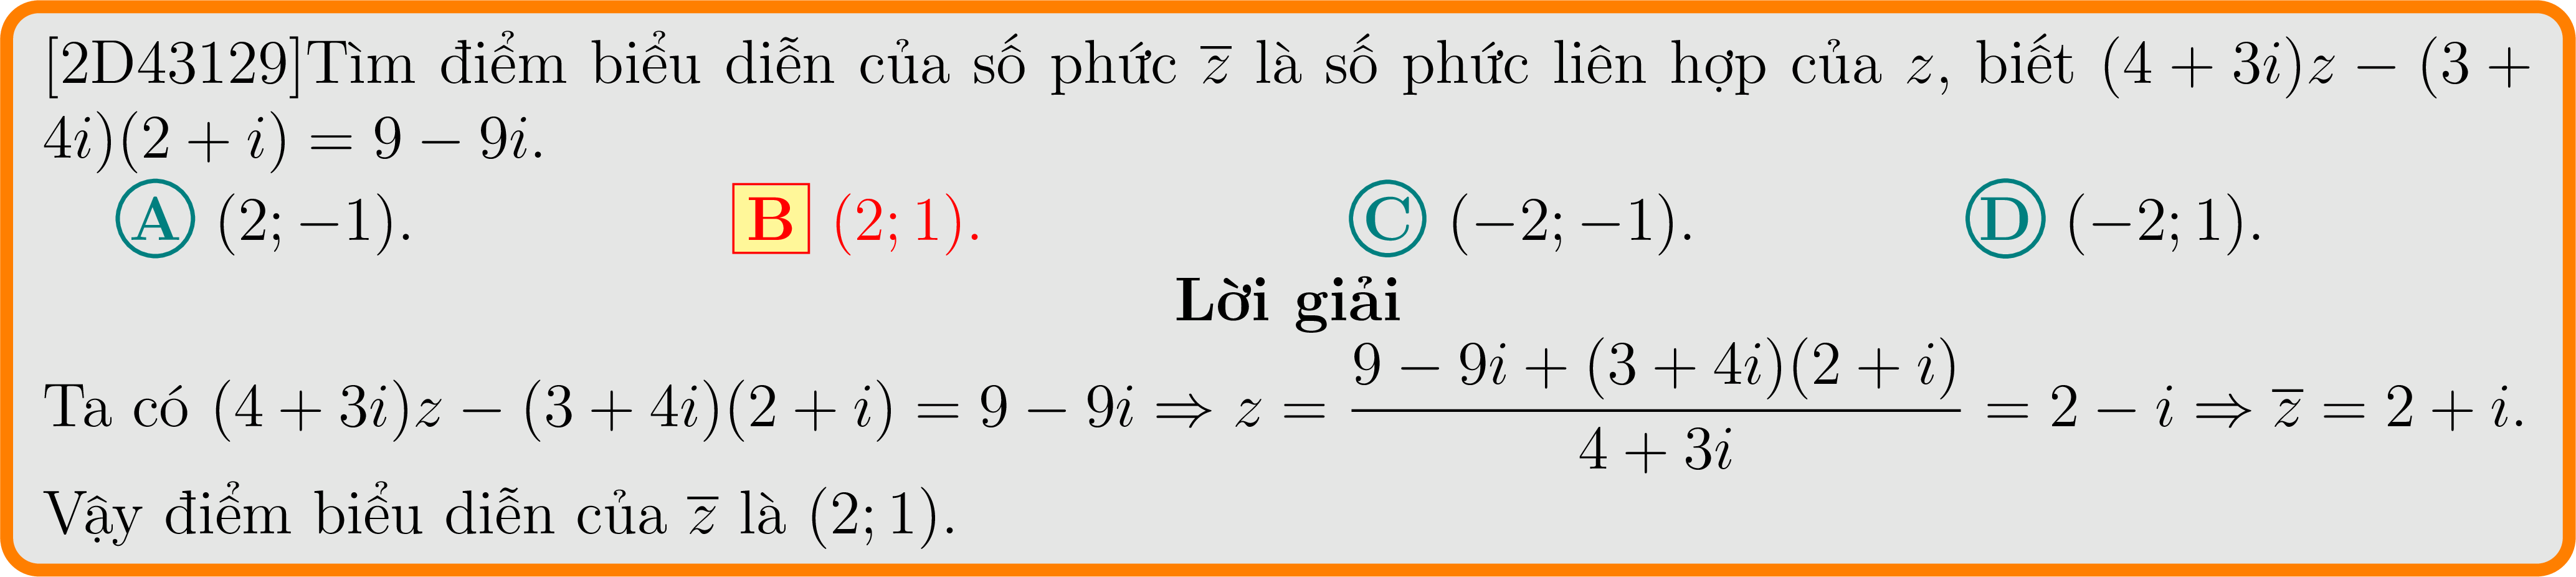 [2D43129]Tìm điểm biểu diễn của số phức $\overline{z}$ là số phức liên hợp của $z$, biết $(4 + 3i)z - (3 +$
$4i)(2 + i) = 9 - 9i$.
A $(2; -1)$. B $(2; 1)$. C $(-2; -1)$. D $(-2; 1)$.
Lời giải
Ta có $(4 + 3i)z - (3 + 4i)(2 + i) = 9 - 9i \Rightarrow z = \dfrac{9 - 9i + (3 + 4i)(2 + i)}{4 + 3i} = 2 - i \Rightarrow \overline{z} = 2 + i$.
Vậy điểm biểu diễn của $\overline{z}$ là $(2; 1)$.